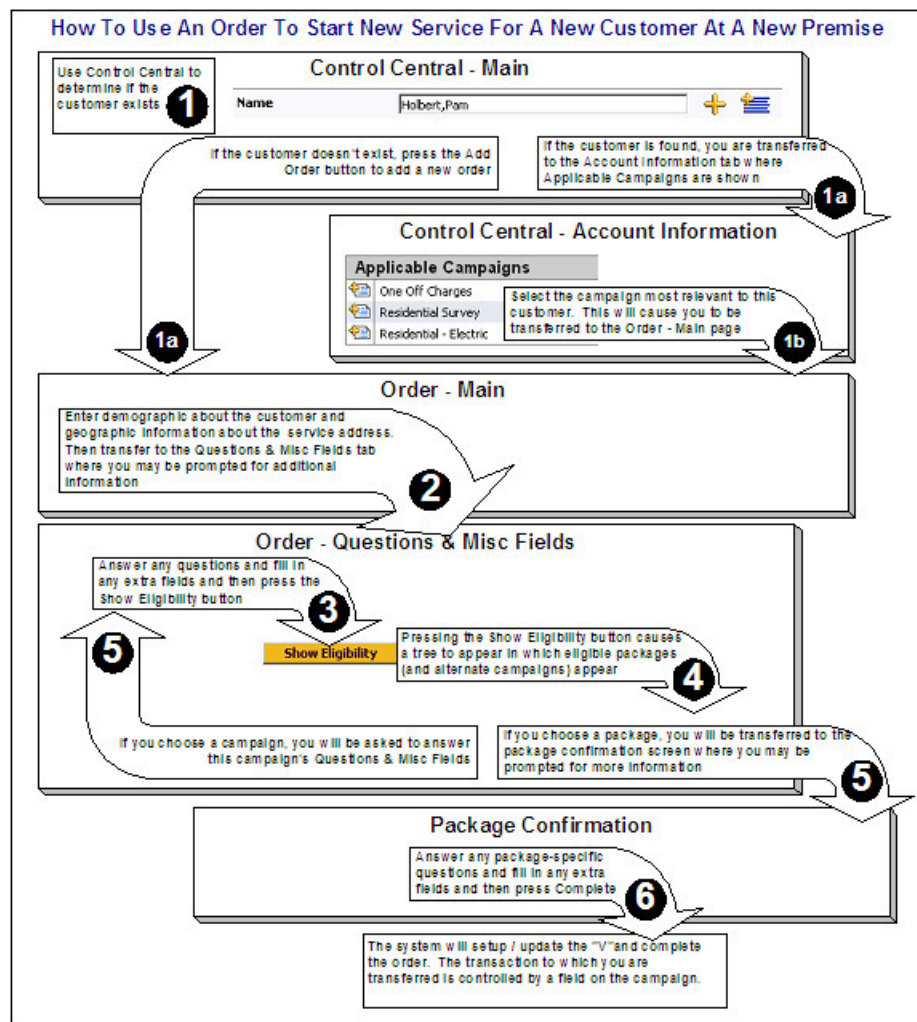 How To Use An Order To Start New Service For A New Customer At A New Premise
Control Central - Main
Use Control Central to
determine if the
customer exists
1
Name
Holbert,Pam
If the customer doesn't exist, press the Add
Order button to add a new order
If the customer is found, you are transferred
to the Account Information tab where
Applicable Campaigns are shown
1a
Control Central - Account Information
Applicable Campaigns
One Off Charges
Residential Survey
Residential - Electric
Select the campaign most relevant to this
customer. This will cause you to be
transferred to the Order - Main page
1a
1b
Order - Main
Enter demographic about the customer and
geographic information about the service address.
Then transfer to the Questions & Misc Fields tab
where you may be prompted for additional
information
2
Order - Questions & Misc Fields
Answer any questions and fill in
any extra fields and then press the
Show Eligibility button
3
5
Show Eligibility
Pressing the Show Eligibility button causes
a tree to appear in which eligible packages
(and alternate campaigns) appear
4
If you choose a campaign, you will be asked to answer
this campaign's Questions & Misc Fields
If you choose a package, you will be transferred to the
package confirmation screen where you may be
prompted for more information
5
Package Confirmation
Answer any package-specific
questions and fill in any extra
fields and then press Complete
6
The system will setup / update the "V"and complete
the order. The transaction to which you are
transferred is controlled by a field on the campaign.